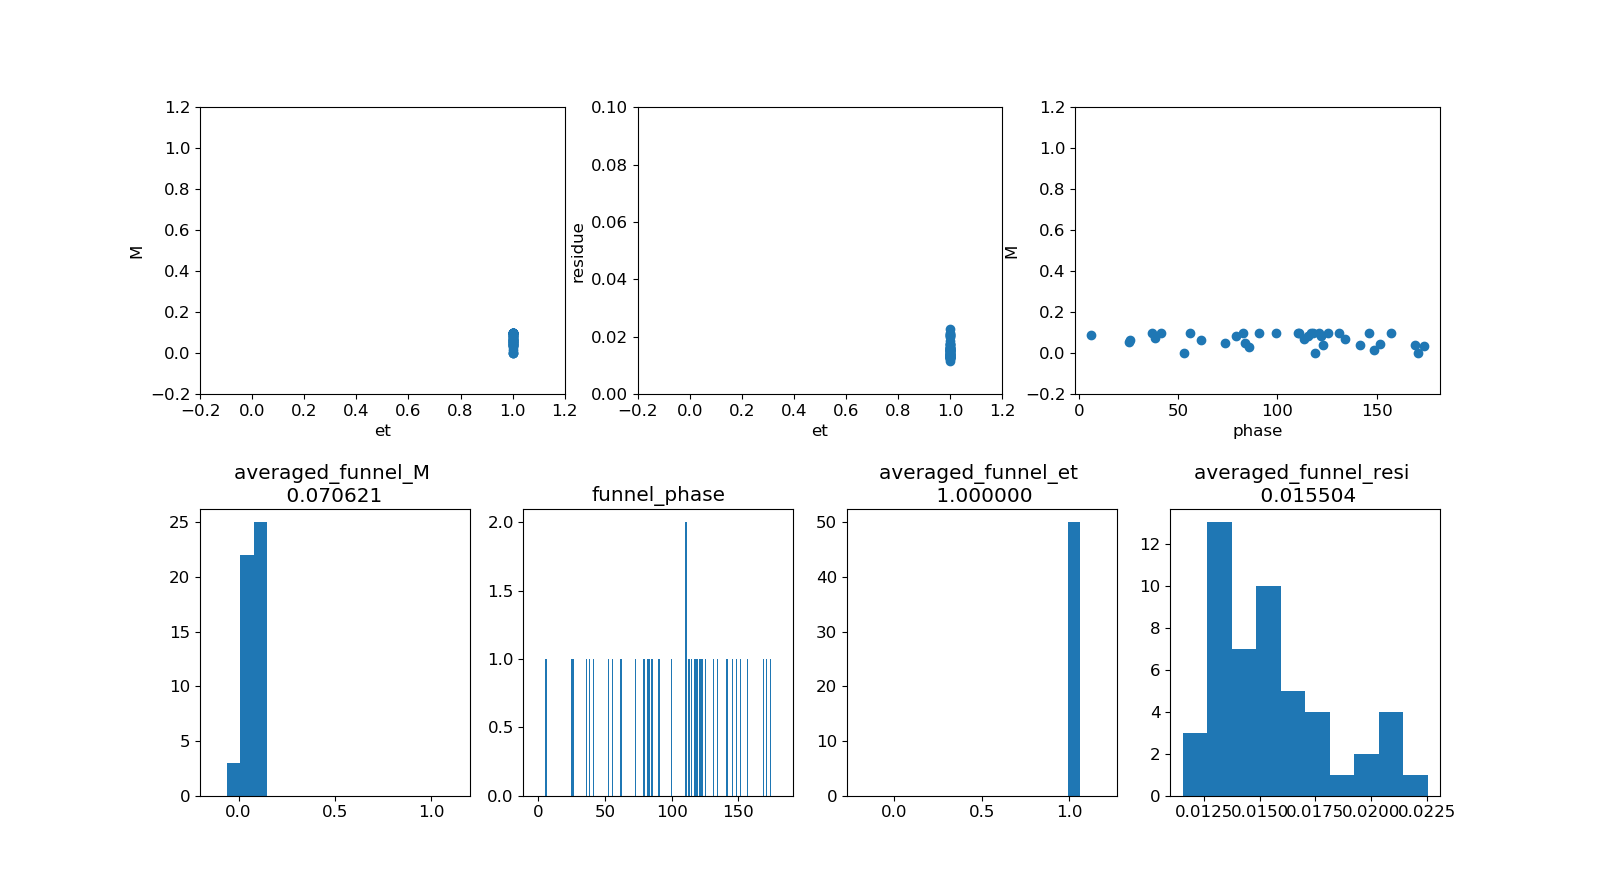 1.2
1.0
0.8
0.6
0.4
0.2
0.0
−0.2
M
−0.2 0.0 0.2 0.4 0.6 0.8 1.0 1.2
et
0.10
0.08
0.06
0.04
0.02
0.00
residue
−0.2 0.0 0.2 0.4 0.6 0.8 1.0 1.2
et
1.2
1.0
0.8
0.6
0.4
0.2
0.0
−0.2
M
0 50 100 150
phase
averaged_funnel_M
0.070621
25
20
15
10
5
0
0.0 0.5 1.0
funnel_phase
2.0
1.5
1.0
0.5
0.0
0 50 100 150
averaged_funnel_et
1.000000
50
40
30
20
10
0
0.0 0.5 1.0
averaged_funnel_resi
0.015504
12
10
8
6
4
2
0
0.0125 0.0150 0.0175 0.0200 0.0225